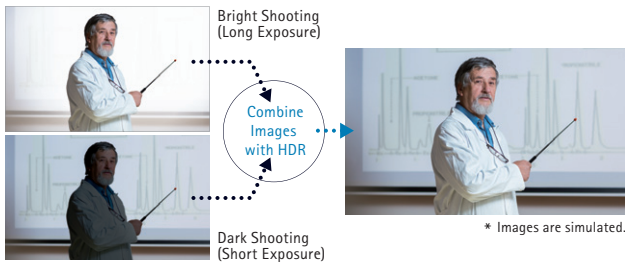 Bright Shooting
(Long Exposure)
Combine
Images
with HDR
Dark Shooting
(Short Exposure)
* Images are simulated.